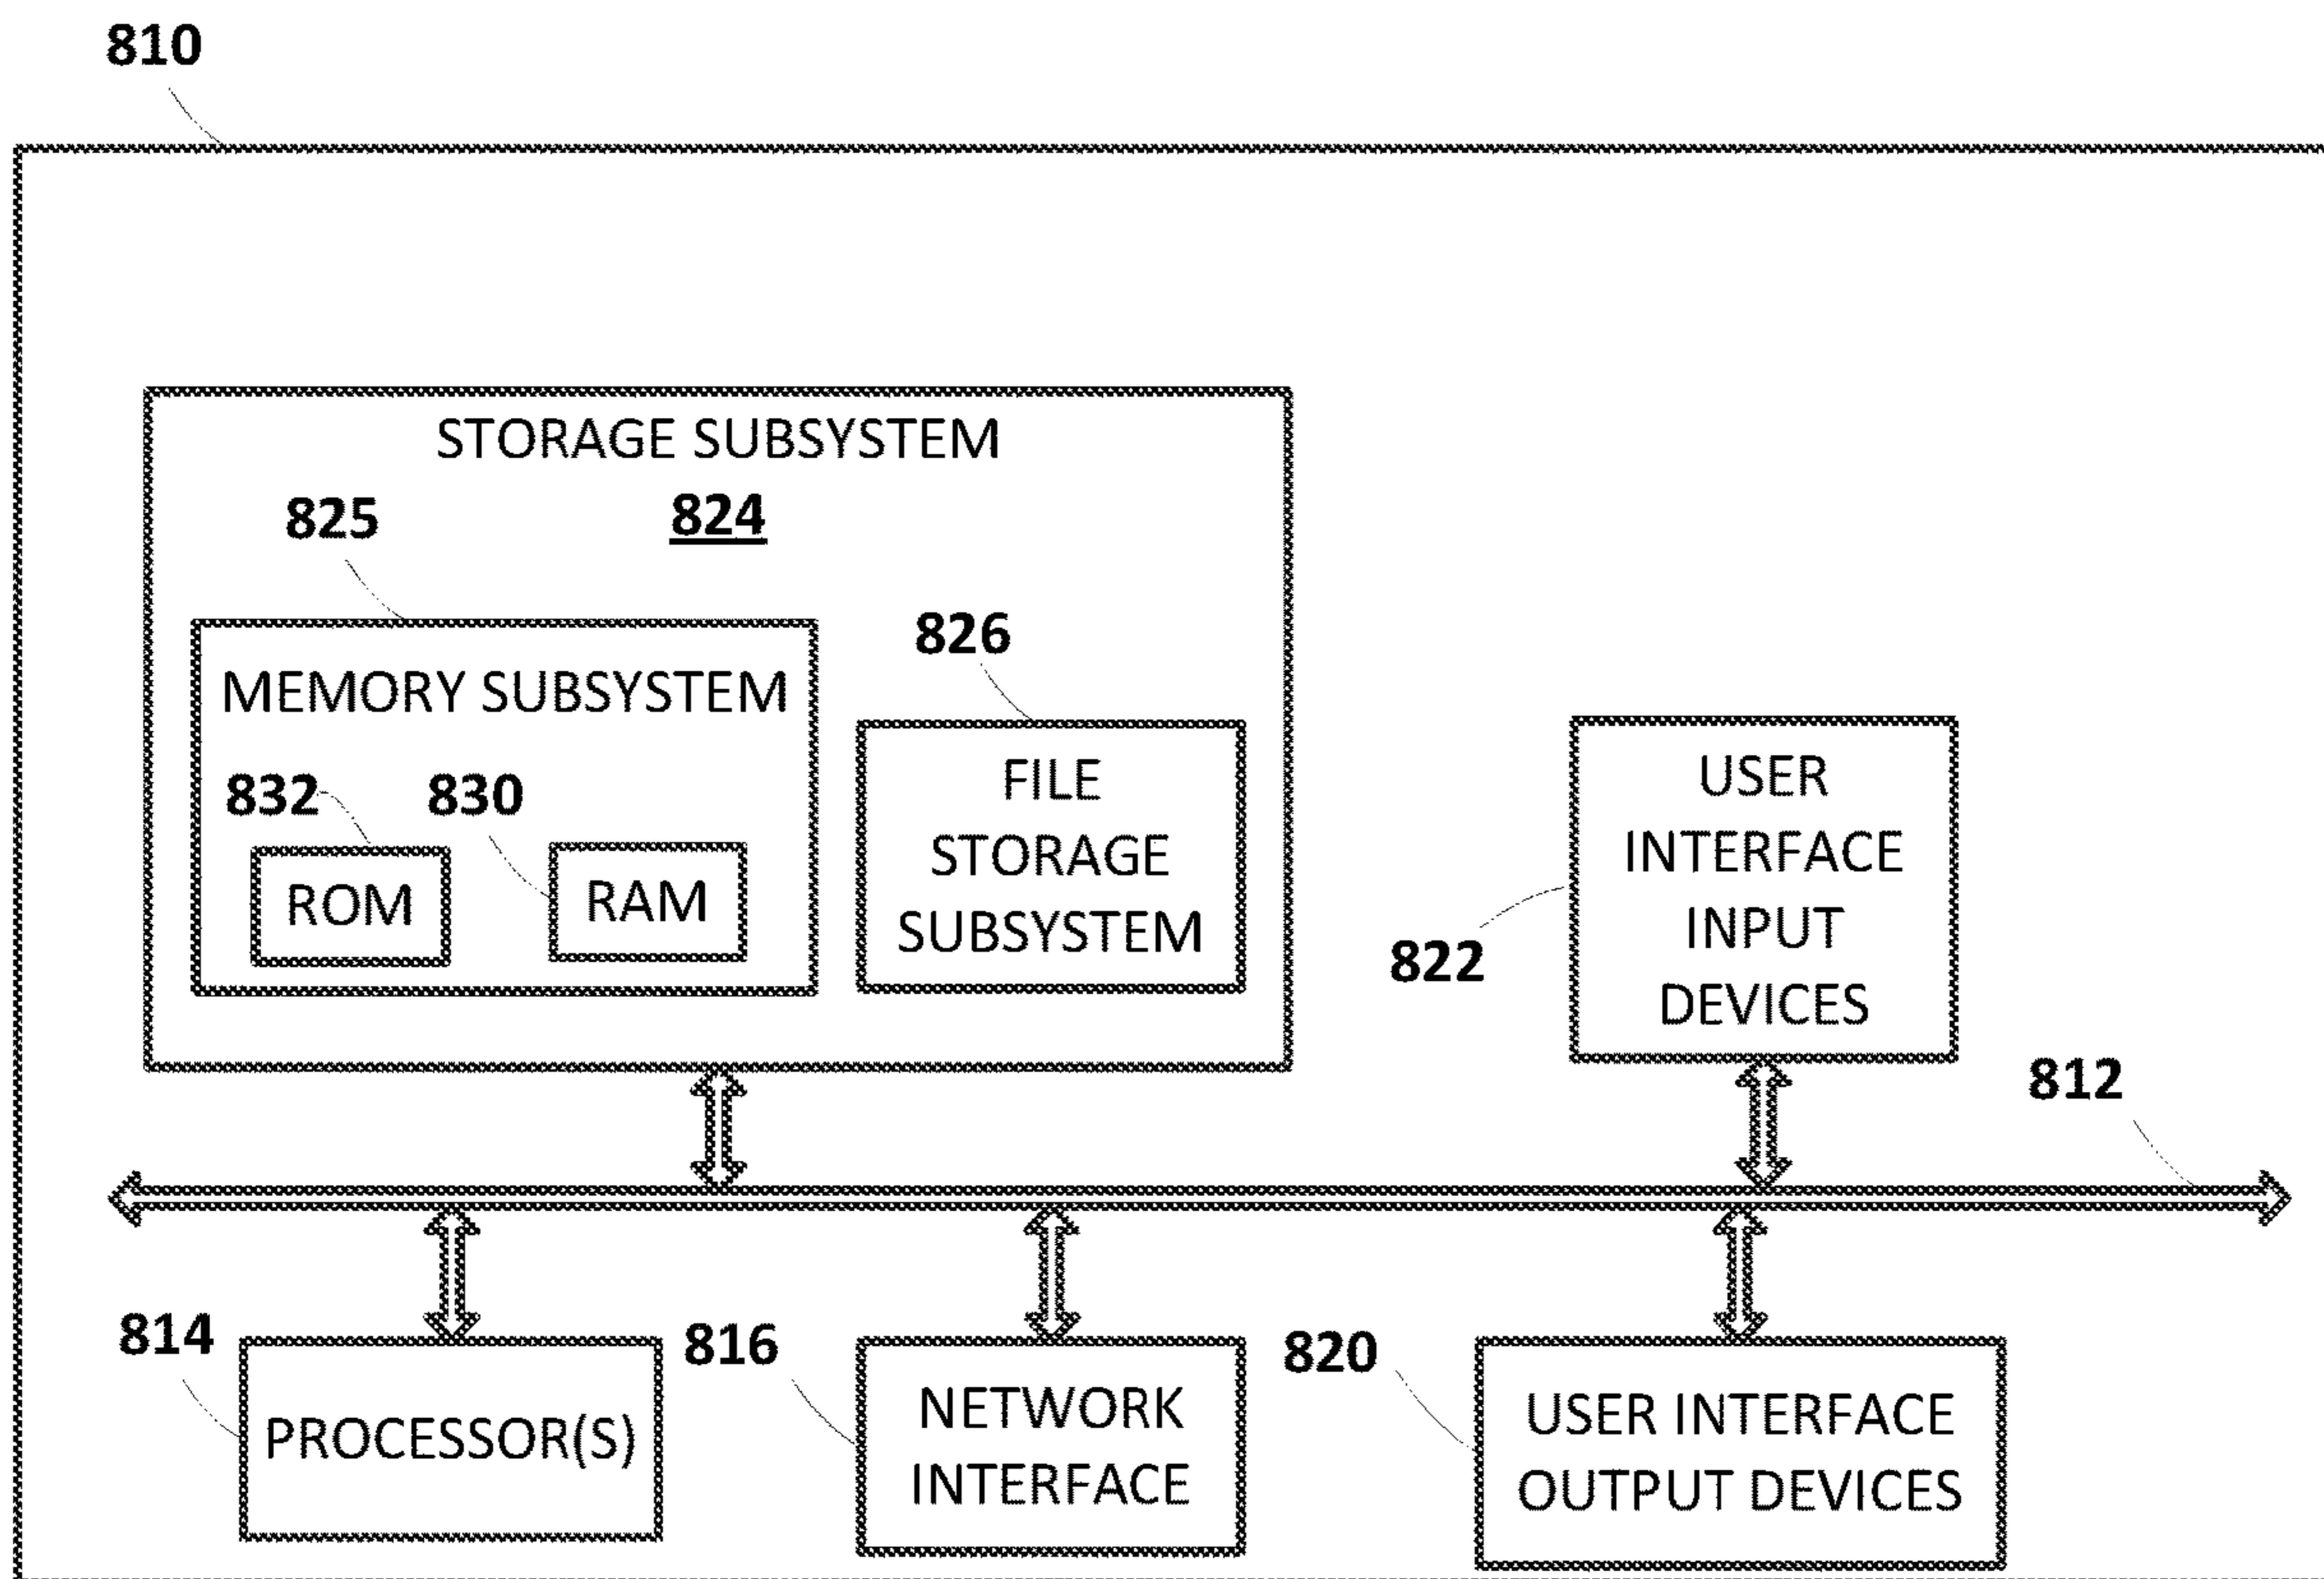 810
STORAGE SUBSYSTEM
824
825
MEMORY SUBSYSTEM
832
830
ROM
RAM
826
FILE
STORAGE
SUBSYSTEM
USER
INTERFACE
INPUT
DEVICES
822
812
814
PROCESSOR(S)
816
NETWORK
INTERFACE
820
USER INTERFACE
OUTPUT DEVICES